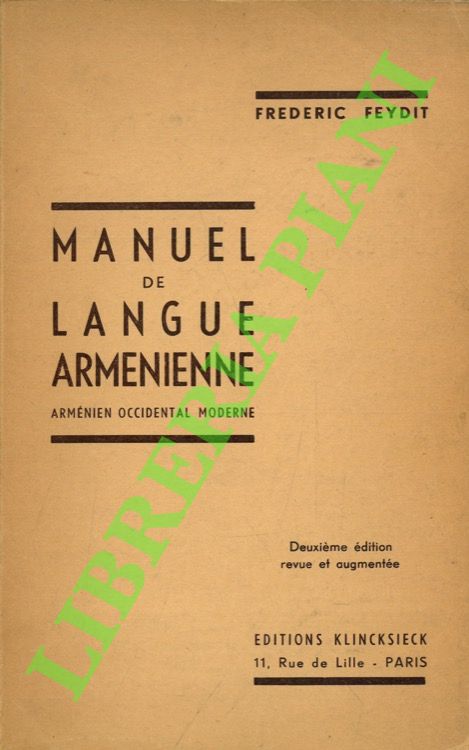 FREDERIC FEYDIT
MANUEL
DE
LANGUE
ARMENIENNE
ARMÉNIEN OCCIDENTAL MODERNE
Deuxième édition
revue et augmentée
EDITIONS KLINCKSIECK
11, Rue de Lille - PARIS
LIBRERIA PIANI